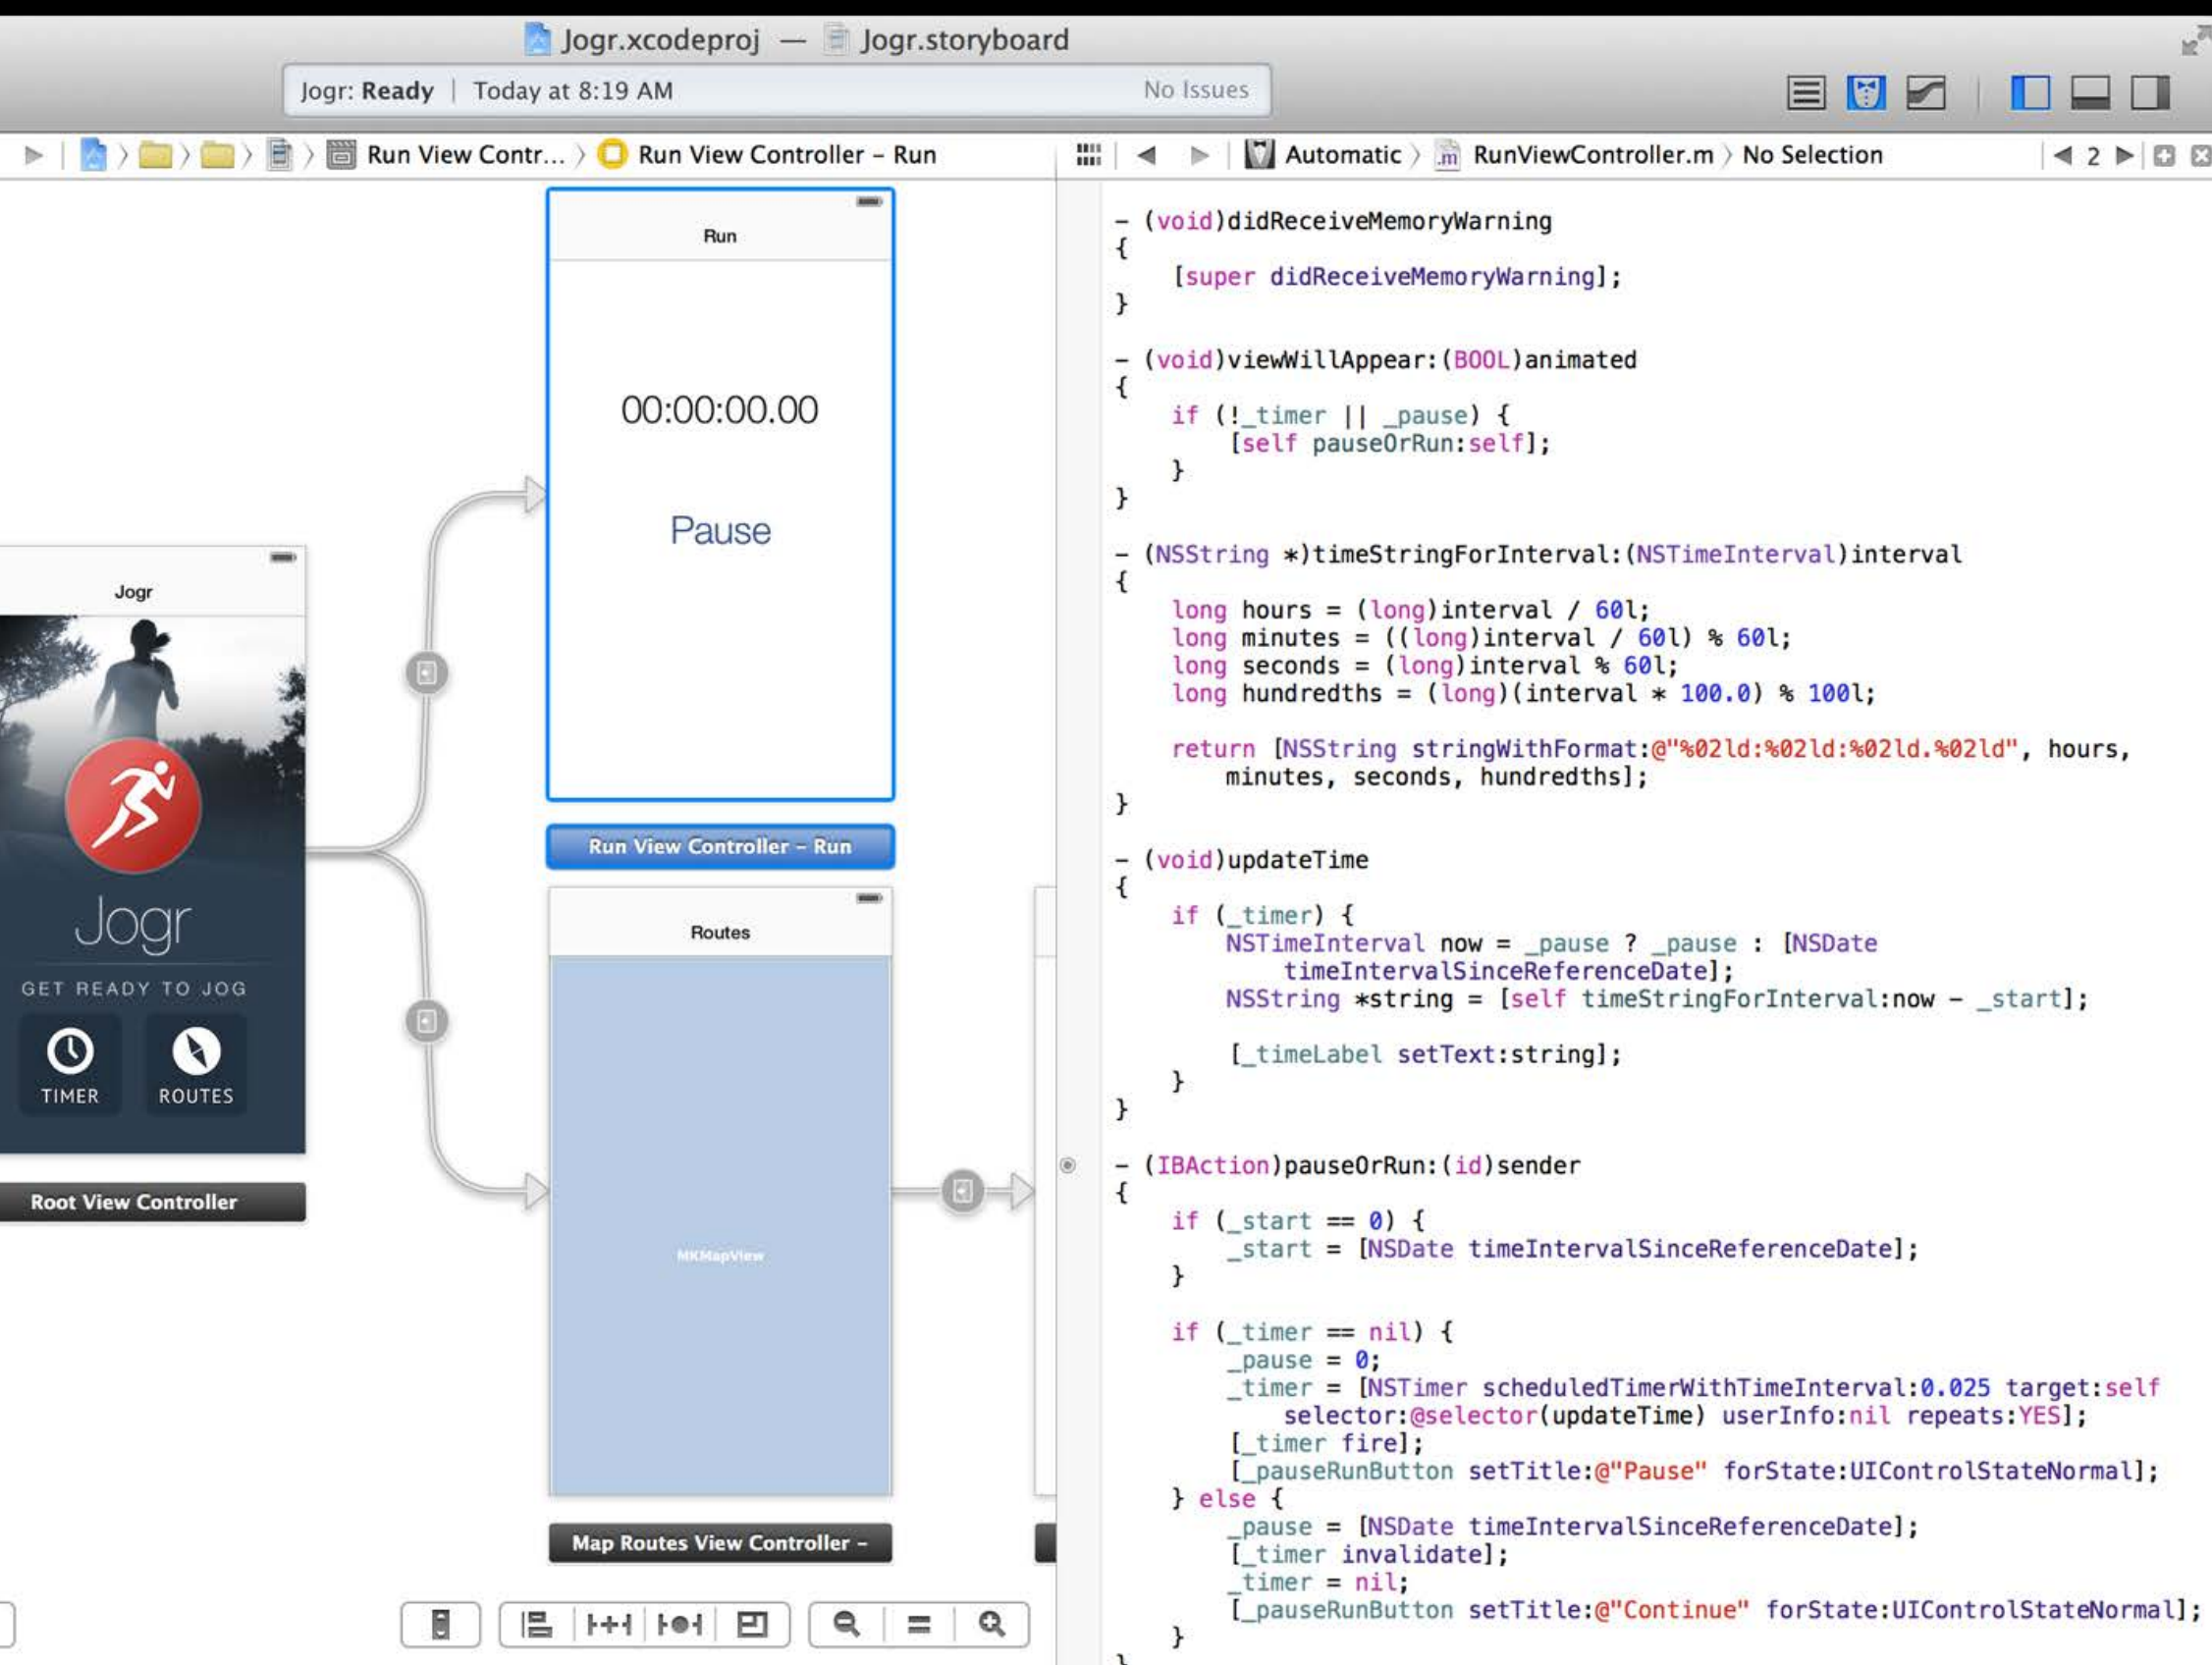 Jogr.xcodeproj — Jogr.storyboard
Jogr: Ready | Today at 8:19 AM No Issues
Run View Contr... 〉 Run View Controller – Run
Automatic 〉 .m RunViewController.m 〉 No Selection
2
Run
00:00:00.00
Pause
Run View Controller – Run
Jogr
Jogr
GET READY TO JOG
TIMER ROUTES
Root View Controller
Routes
MKMapView
Map Routes View Controller –
- (void)didReceiveMemoryWarning
{
    [super didReceiveMemoryWarning];
}
- (void)viewWillAppear:(BOOL)animated
{
    if (!_timer || _pause) {
        [self pauseOrRun:self];
    }
}
- (NSString *)timeStringForInterval:(NSTimeInterval)interval
{
    long hours = (long)interval / 60l;
    long minutes = ((long)interval / 60l) % 60l;
    long seconds = (long)interval % 60l;
    long hundredths = (long)(interval * 100.0) % 100l;
    return [NSString stringWithFormat:@"%02ld:%02ld:%02ld.%02ld", hours,
        minutes, seconds, hundredths];
}
- (void)updateTime
{
    if (_timer) {
        NSTimeInterval now = _pause ? _pause : [NSDate
            timeIntervalSinceReferenceDate];
        NSString *string = [self timeStringForInterval:now - _start];
        [_timeLabel setText:string];
    }
}
- (IBAction)pauseOrRun:(id)sender
{
    if (_start == 0) {
        _start = [NSDate timeIntervalSinceReferenceDate];
    }
    if (_timer == nil) {
        _pause = 0;
        _timer = [NSTimer scheduledTimerWithTimeInterval:0.025 target:self
            selector:@selector(updateTime) userInfo:nil repeats:YES];
        [_timer fire];
        [_pauseRunButton setTitle:@"Pause" forState:UIControlStateNormal];
    } else {
        _pause = [NSDate timeIntervalSinceReferenceDate];
        [_timer invalidate];
        _timer = nil;
        [_pauseRunButton setTitle:@"Continue" forState:UIControlStateNormal];
    }
}